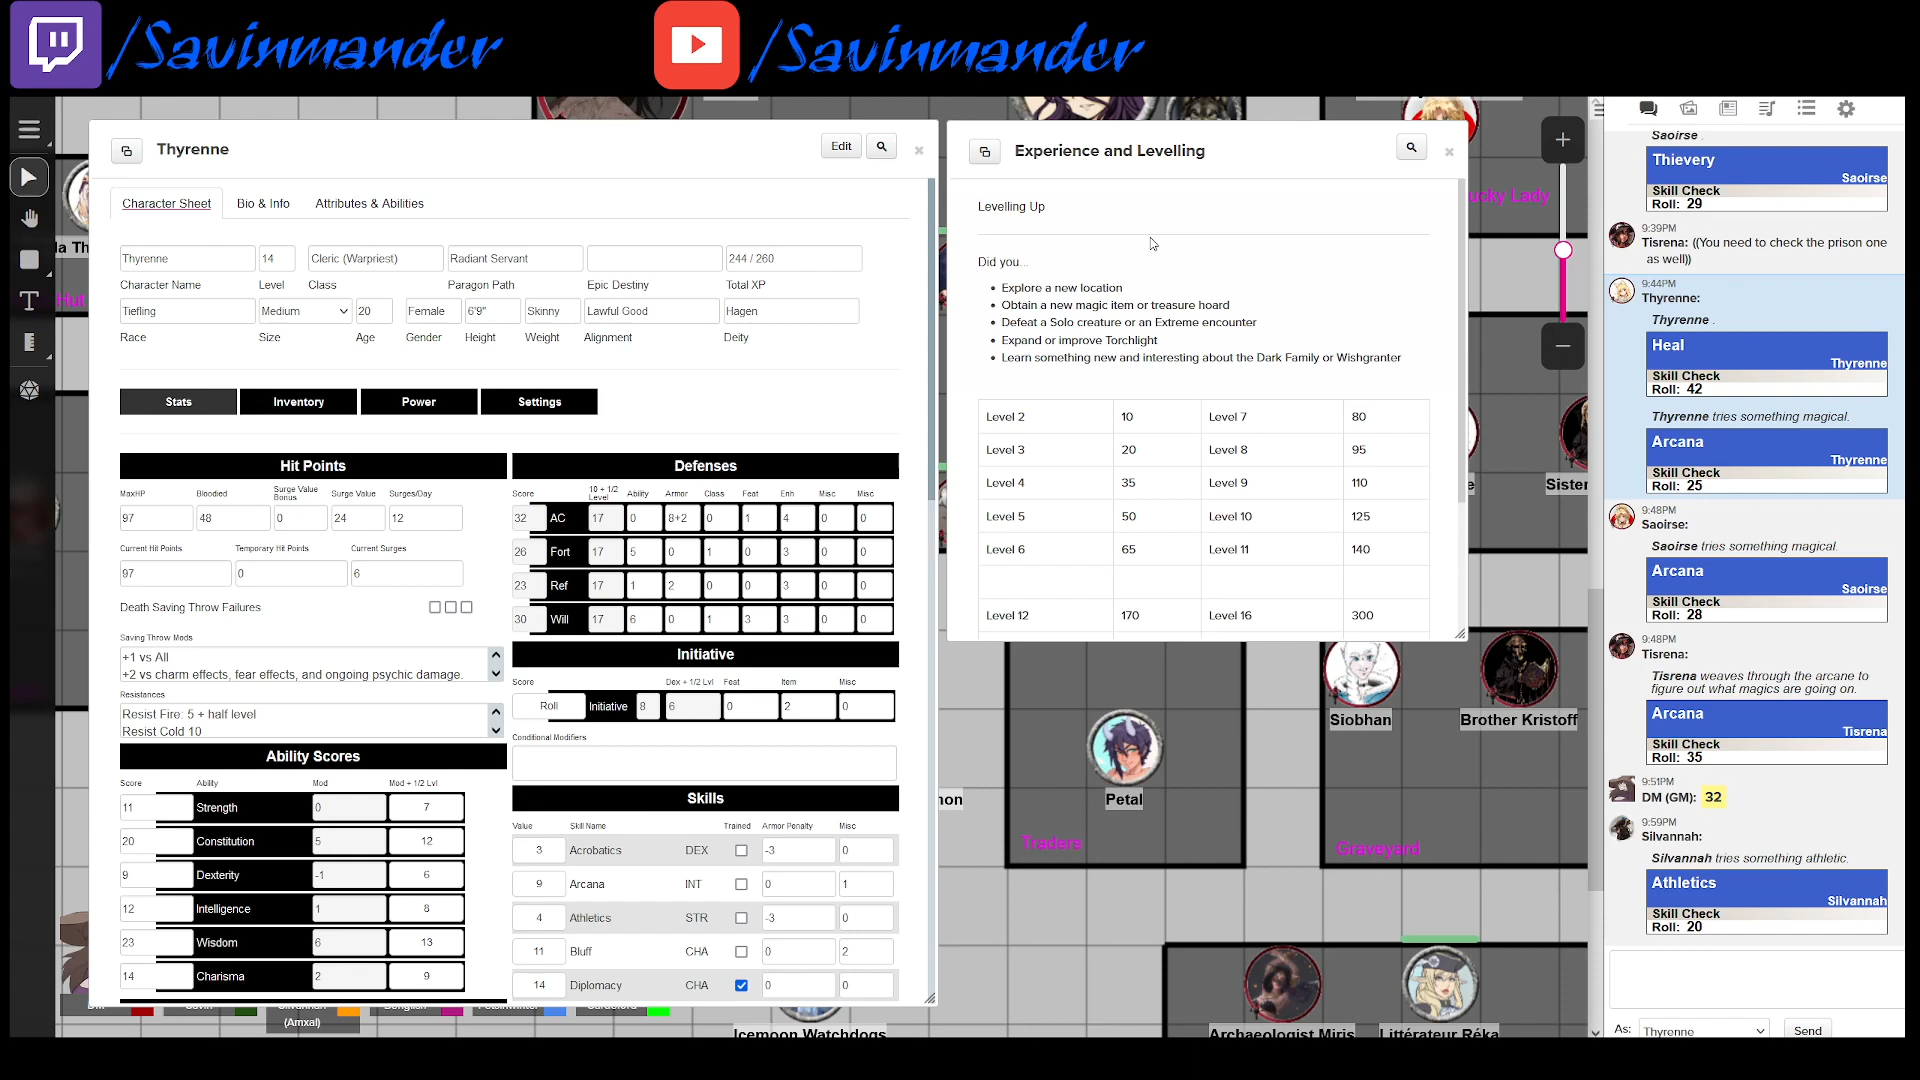 /Savinmander
/Savinmander
Thyrenne
Edit
Character Sheet
Bio & Info
Attributes & Abilities
Thyrenne 14 Cleric (Warpriest) Radiant Servant 244 / 260
Character Name Level Class Paragon Path Epic Destiny Total XP
Tiefling Medium 20 Female 6'9" Skinny Lawful Good Hagen
Race Size Age Gender Height Weight Alignment Deity
Stats Inventory Power Settings
Hit Points
MaxHP Bloodied Surge Value Bonus Surge Value Surges/Day
97 48 0 24 12
Current Hit Points Temporary Hit Points Current Surges
97 0 6
Death Saving Throw Failures
Saving Throw Mods
+1 vs All
+2 vs charm effects, fear effects, and ongoing psychic damage.
Resistances
Resist Fire: 5 + half level
Resist Cold 10
Ability Scores
Score Ability Mod Mod + 1/2 Lvl
11 Strength 0 7
20 Constitution 5 12
9 Dexterity -1 6
12 Intelligence 1 8
23 Wisdom 6 13
14 Charisma 2 9
Defenses
Score 10 + 1/2 Level Ability Armor Class Feat Enh Misc Misc
32 AC 17 0 8+2 0 1 4 0 0
26 Fort 17 5 0 1 0 3 0 0
23 Ref 17 1 2 0 0 3 0 0
30 Will 17 6 0 1 3 3 0 0
Initiative
Score Dex + 1/2 Lvl Feat Item Misc
Roll Initiative 8 6 0 2 0
Conditional Modifiers
Skills
Value Skill Name Trained Armor Penalty Misc
3 Acrobatics DEX -3 0
9 Arcana INT 0 1
4 Athletics STR -3 0
11 Bluff CHA 0 2
14 Diplomacy CHA 0 0
Experience and Levelling
Levelling Up
Did you...
Explore a new location
Obtain a new magic item or treasure hoard
Defeat a Solo creature or an Extreme encounter
Expand or improve Torchlight
Learn something new and interesting about the Dark Family or Wishgranter
Level 2 10 Level 7 80
Level 3 20 Level 8 95
Level 4 35 Level 9 110
Level 5 50 Level 10 125
Level 6 65 Level 11 140
Level 12 170 Level 16 300
ucky Lady
la Th
Hut
Sister
Siobhan
Brother Kristoff
Petal
Traders
Graveyard
(Amxal)
Icemoon Watchdogs
Archaeologist Miris
Littérateur Réka
Saoirse .
Thievery
Saoirse
Skill Check
Roll: 29
9:39PM
Tisrena: ((You need to check the prison one
as well))
9:44PM
Thyrenne:
Thyrenne .
Heal
Thyrenne
Skill Check
Roll: 42
Thyrenne tries something magical.
Arcana
Thyrenne
Skill Check
Roll: 25
9:48PM
Saoirse:
Saoirse tries something magical.
Arcana
Saoirse
Skill Check
Roll: 28
9:48PM
Tisrena:
Tisrena weaves through the arcane to
figure out what magics are going on.
Arcana
Tisrena
Skill Check
Roll: 35
9:51PM
DM (GM): 32
9:59PM
Silvannah:
Silvannah tries something athletic.
Athletics
Silvannah
Skill Check
Roll: 20
As: Thyrenne Send